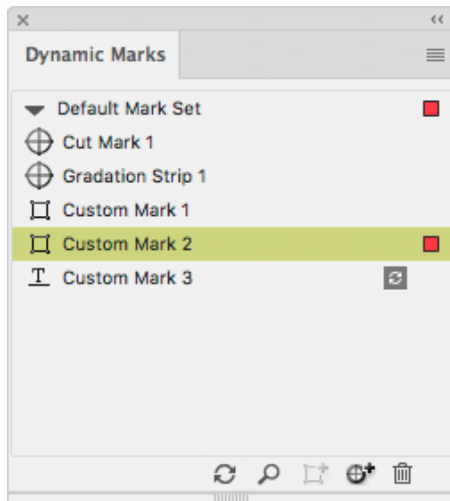 Dynamic Marks
Default Mark Set
Cut Mark 1
Gradation Strip 1
Custom Mark 1
Custom Mark 2
Custom Mark 3